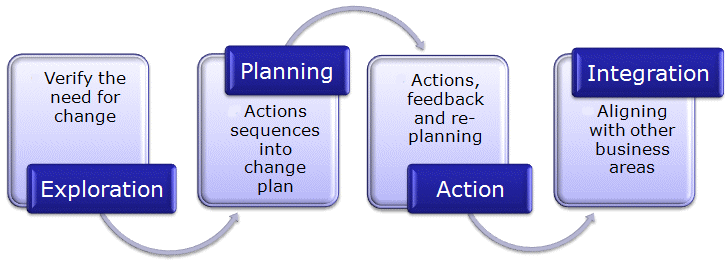 Verify the
need for
change
Exploration
Planning
Actions
sequences
into
change
plan
Actions,
feedback
and re-
planning
Action
Integration
Aligning
with other
business
areas